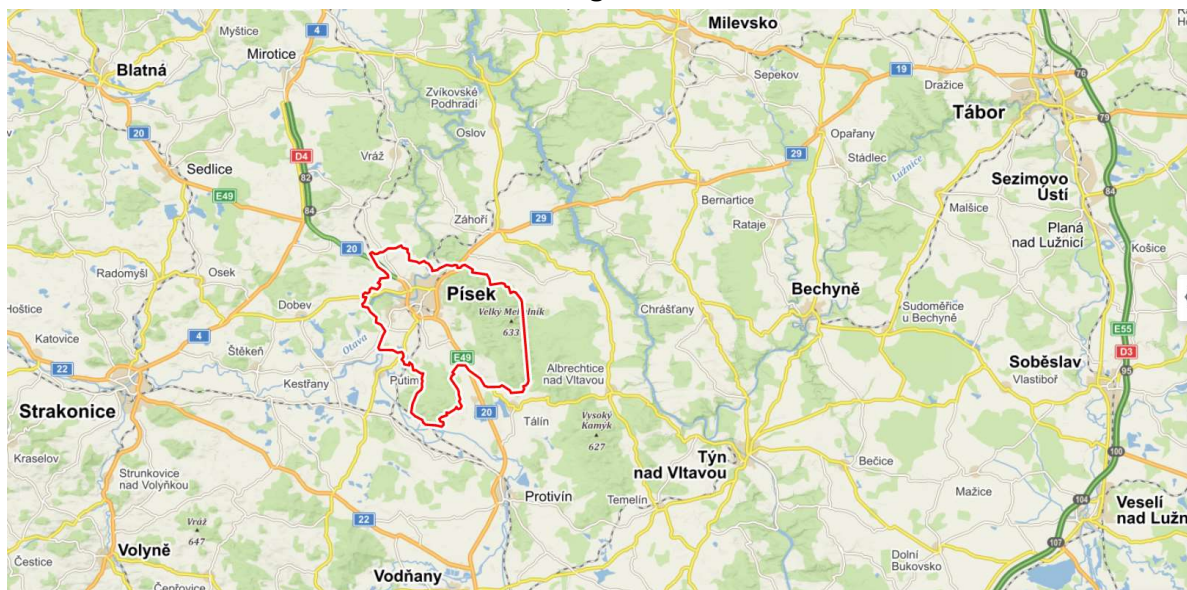 Milevsko
Myštice
4
Mirotice
Blatná
Sepekov
19
Dražice
76
Zvíkovské
Podhradí
Tábor
79
20
Oslov
Opařany
D4
82
Vráž
29
Stádlec
Lužnice
Sedlice
Sezimovo
Ústí
84
E49
84
Bernartice
Malšice
Záhoří
29
Rataje
Planá
nad Lužnicí
20
Košice
Radomyšl
Osek
Písek
Bechyně
Hoštice
Dobev
Chrášťany
Sudoměřice
u Bechyně
633
4
E55
Katovice
Otava
Štěkeň
E49
D3
22
Albrechtice
nad Vltavou
Soběslav
95
Kestřany
Putim
Vlastiboř
Strakonice
20
Tálín
Vysoký
Kamýk
627
Týn
nad Vltavou
100
Kraselov
Bečice
Strunkovice
nad Volyňkou
Mažice
Protivín
Temelín
104
Veselí
nad Lužn
22
Vráž
647
107
Volyně
Čestice
Dolní
Bukovsko
Vodňany
Čepřovice